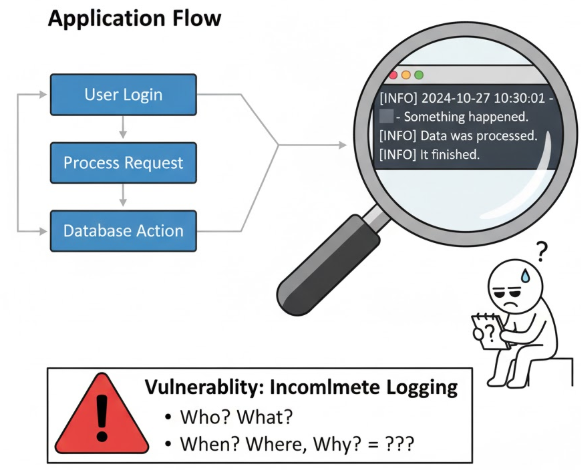 Application Flow
User Login
Process Request
Database Action
[INFO] 2024-10-27 10:30:01 -
- Something happened.
[INFO] Data was processed.
[INFO] It finished.
?
?
Vulnerablity: Incomlmete Logging
!
• Who? What?
• When? Where, Why? = ???